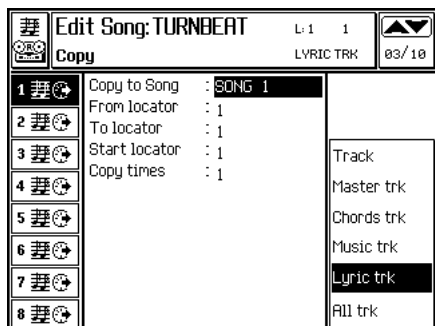 Edit Song: TURNBEAT L: 1 1
Copy LYRIC TRK 03/10
1
2
3
4
5
6
7
8
Copy to Song : SONG 1
From locator : 1
To locator : 1
Start locator : 1
Copy times : 1
Track
Master trk
Chords trk
Music trk
Lyric trk
All trk